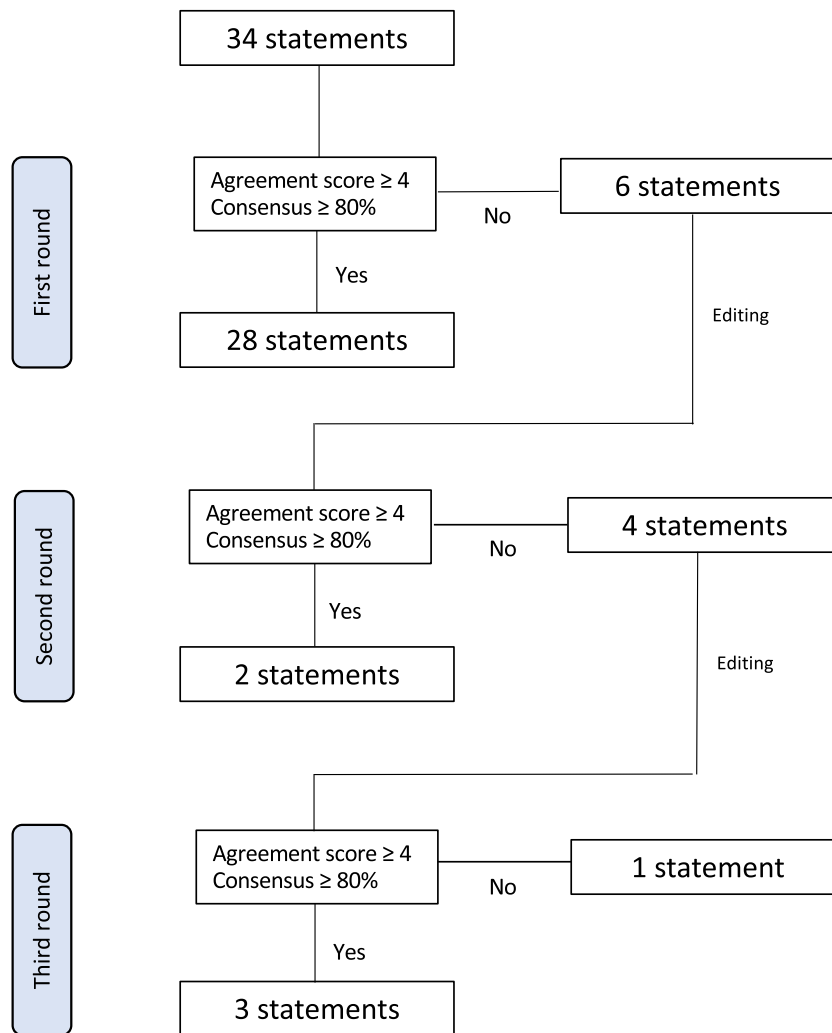 34 statements
First round
Agreement score ≥ 4
Consensus ≥ 80%
No
6 statements
Yes
28 statements
Editing
Second round
Agreement score ≥ 4
Consensus ≥ 80%
No
4 statements
Yes
2 statements
Editing
Third round
Agreement score ≥ 4
Consensus ≥ 80%
No
1 statement
Yes
3 statements